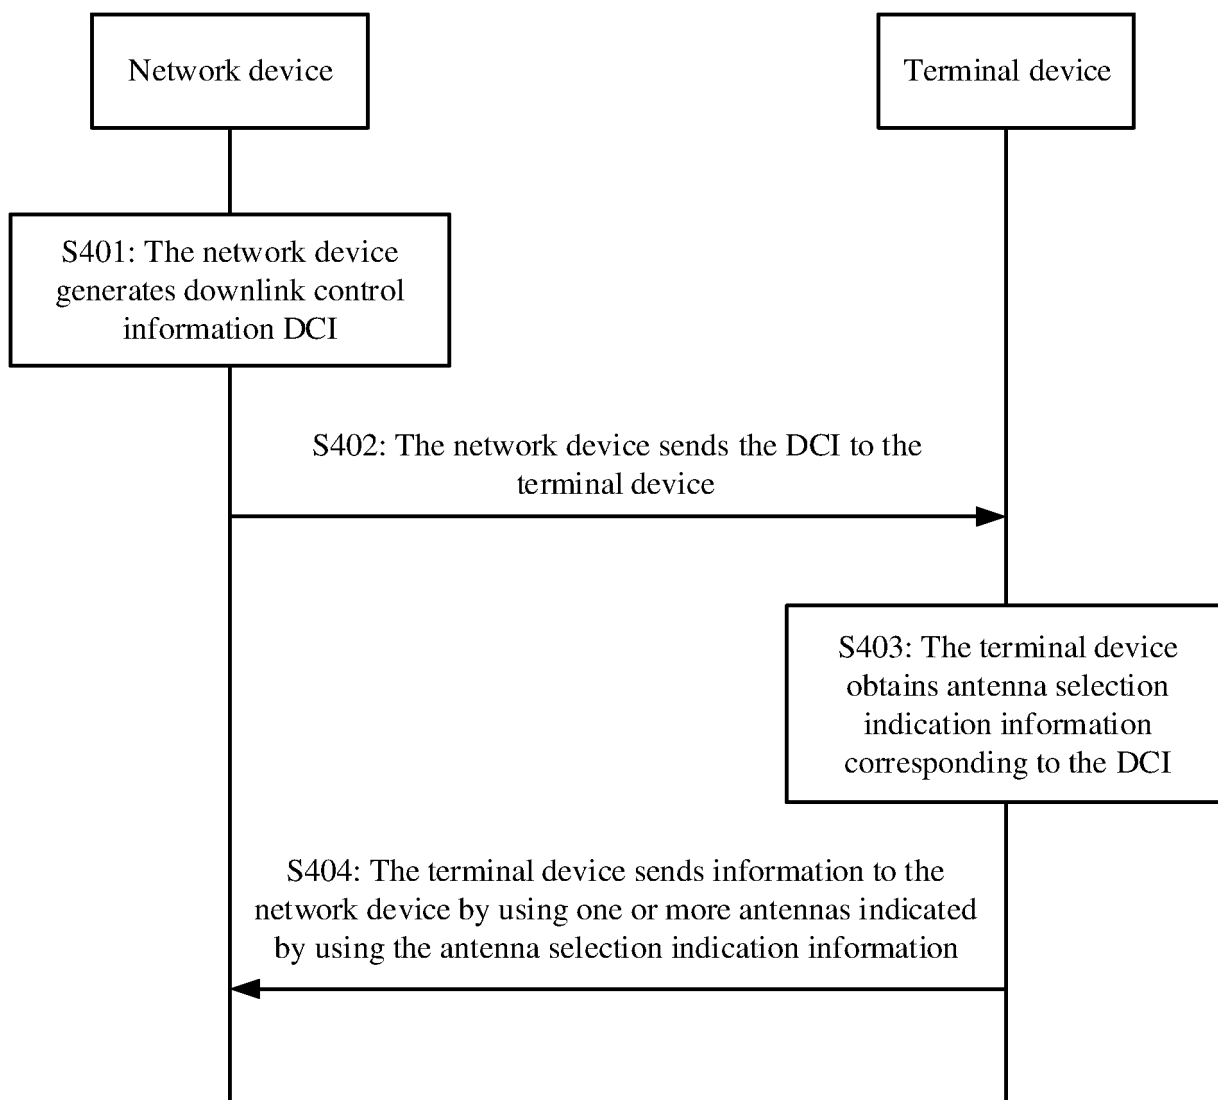 Network device
Terminal device
S401: The network device
generates downlink control
information DCI
S402: The network device sends the DCI to the
terminal device
S403: The terminal device
obtains antenna selection
indication information
corresponding to the DCI
S404: The terminal device sends information to the
network device by using one or more antennas indicated
by using the antenna selection indication information